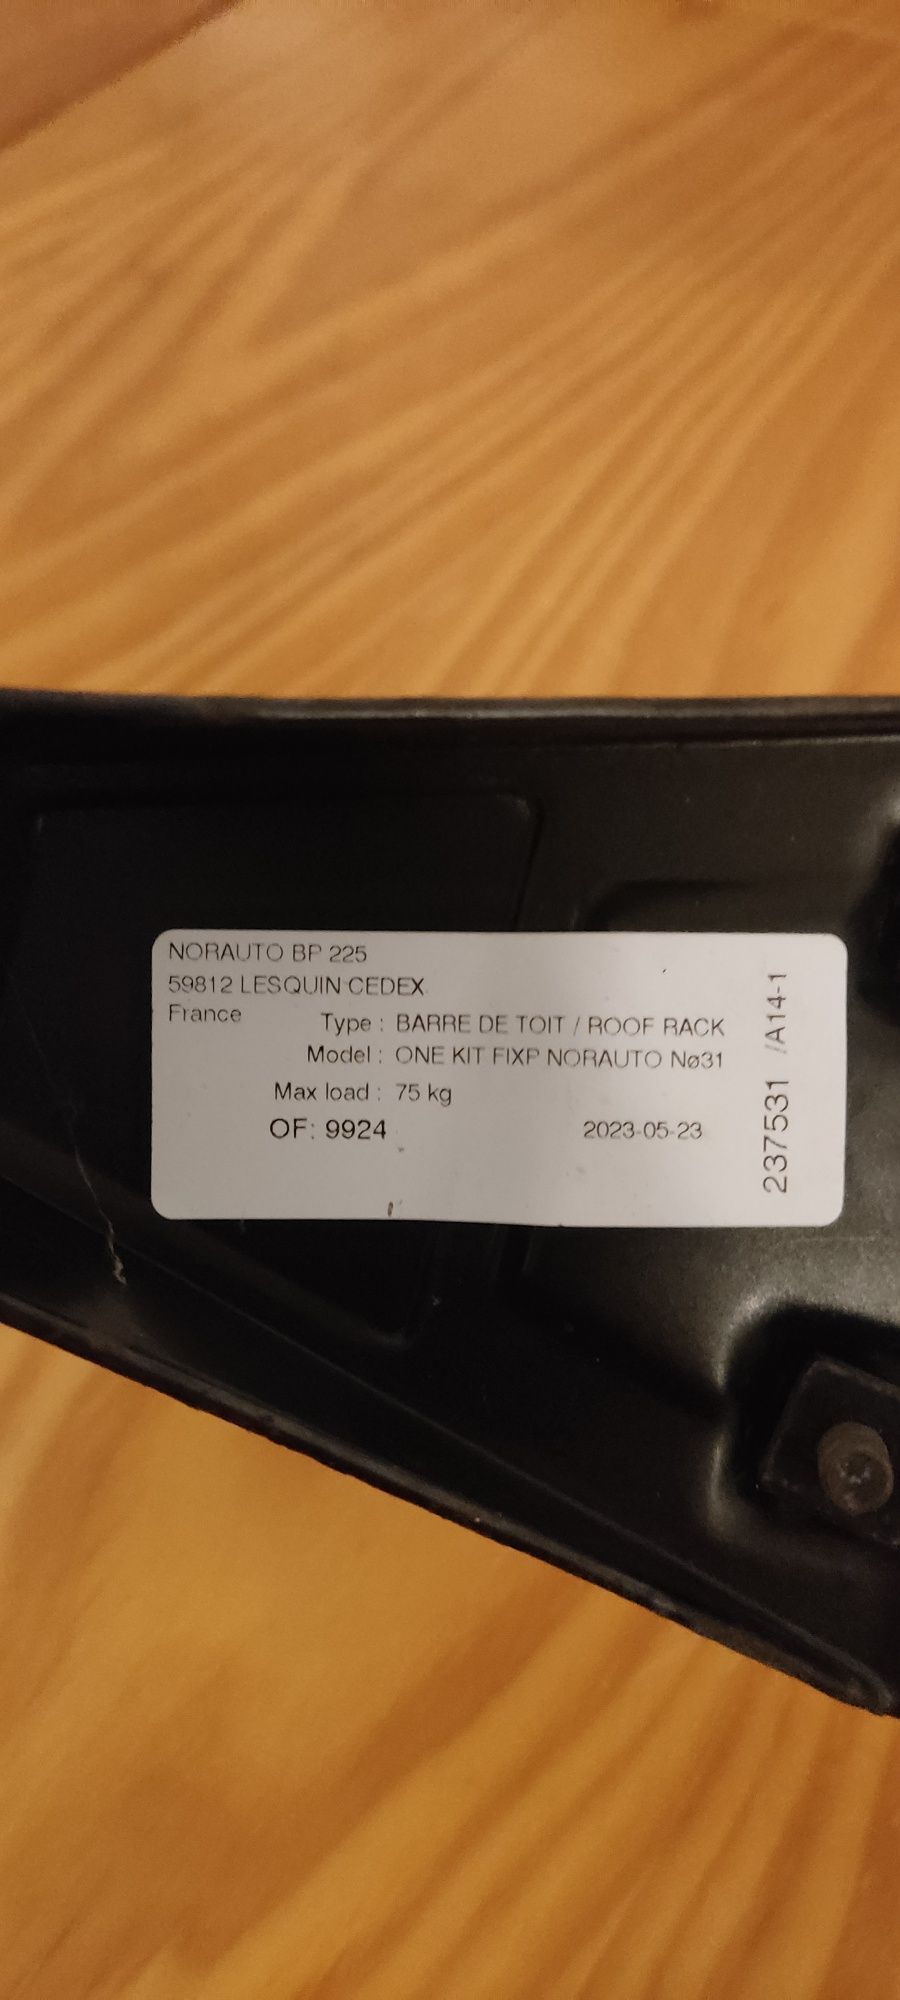 NORAUTO BP 225
59812 LESQUIN CEDEX
France
Type : BARRE DE TOIT / ROOF RACK
Model : ONE KIT FIXP NORAUTO Nø31
Max load : 75 kg
OF: 9924 2023-05-23
237531 /A14-1